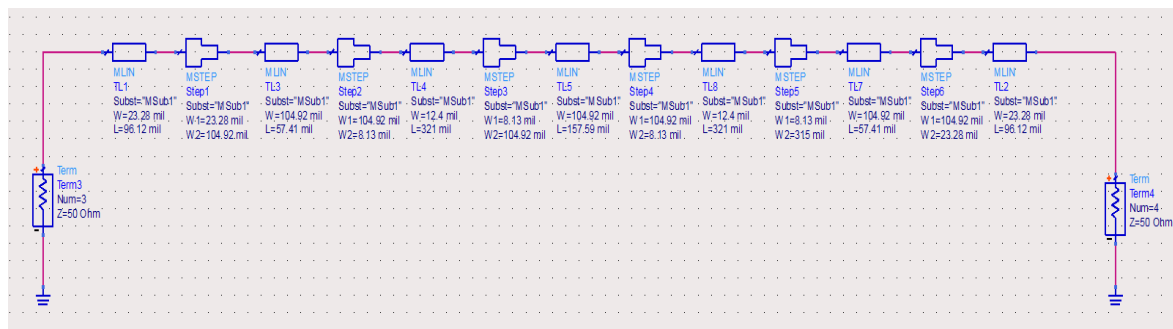 MLIN
TL1
Subst="MSub1"
W=23.28 mil
L=96.12 mil
MSTEP
Step1
Subst="MSub1"
W1=23.28 mil
W2=104.92 mil
MLIN
TL3
Subst="MSub1"
W=104.92 mil
L=57.41 mil
MSTEP
Step2
Subst="MSub1"
W1=104.92 mil
W2=8.13 mil
MLIN
TL4
Subst="MSub1"
W=12.4 mil
L=321 mil
MSTEP
Step3
Subst="MSub1"
W1=8.13 mil
W2=104.92 mil
MLIN
TL5
Subst="MSub1"
W=104.92 mil
L=157.59 mil
MSTEP
Step4
Subst="MSub1"
W1=104.92 mil
W2=8.13 mil
MLIN
TL8
Subst="MSub1"
W=12.4 mil
L=321 mil
MSTEP
Step5
Subst="MSub1"
W1=8.13 mil
W2=315 mil
MLIN
TL7
Subst="MSub1"
W=104.92 mil
L=57.41 mil
MSTEP
Step6
Subst="MSub1"
W1=104.92 mil
W2=23.28 mil
MLIN
TL2
Subst="MSub1"
W=23.28 mil
L=96.12 mil
Term
Term3
Num=3
Z=50 Ohm
Term
Term4
Num=4
Z=50 Ohm